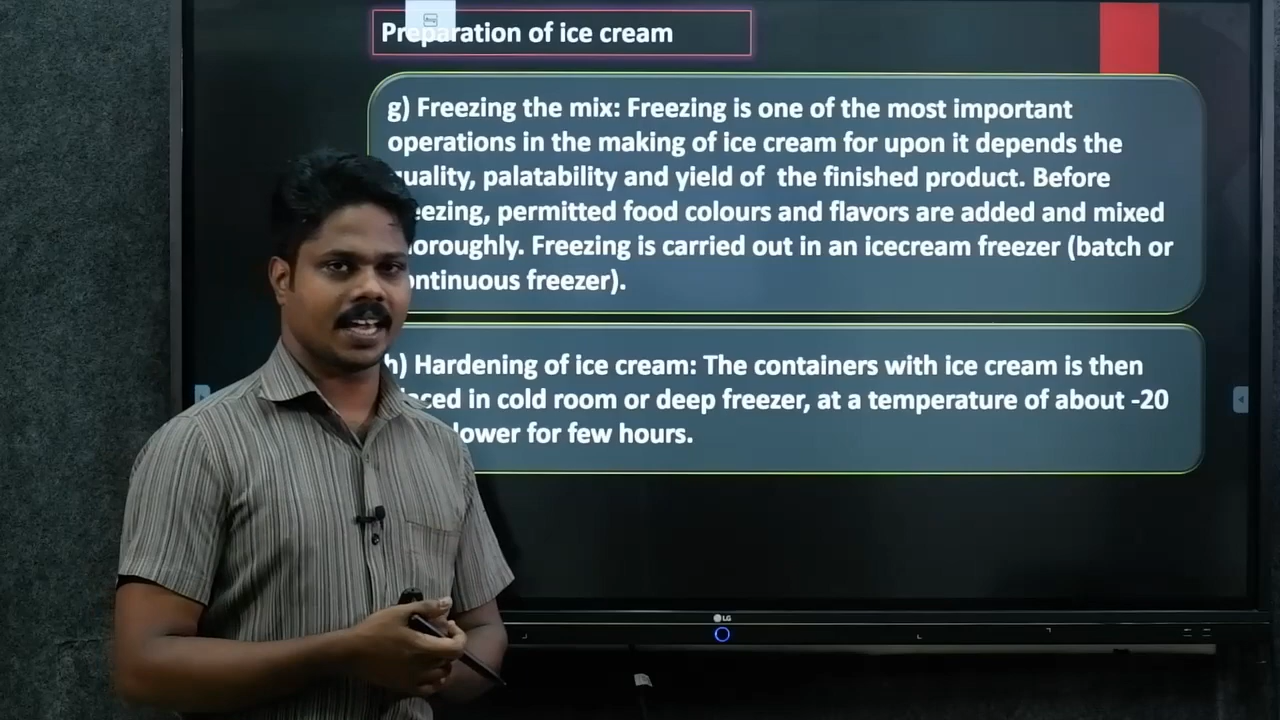 Preparation of ice cream
g) Freezing the mix: Freezing is one of the most important
operations in the making of ice cream for upon it depends the
quality, palatability and yield of the finished product. Before
eezing, permitted food colours and flavors are added and mixed
horoughly. Freezing is carried out in an icecream freezer (batch or
ontinuous freezer).
h) Hardening of ice cream: The containers with ice cream is then
aced in cold room or deep freezer, at a temperature of about -20
lower for few hours.
LG